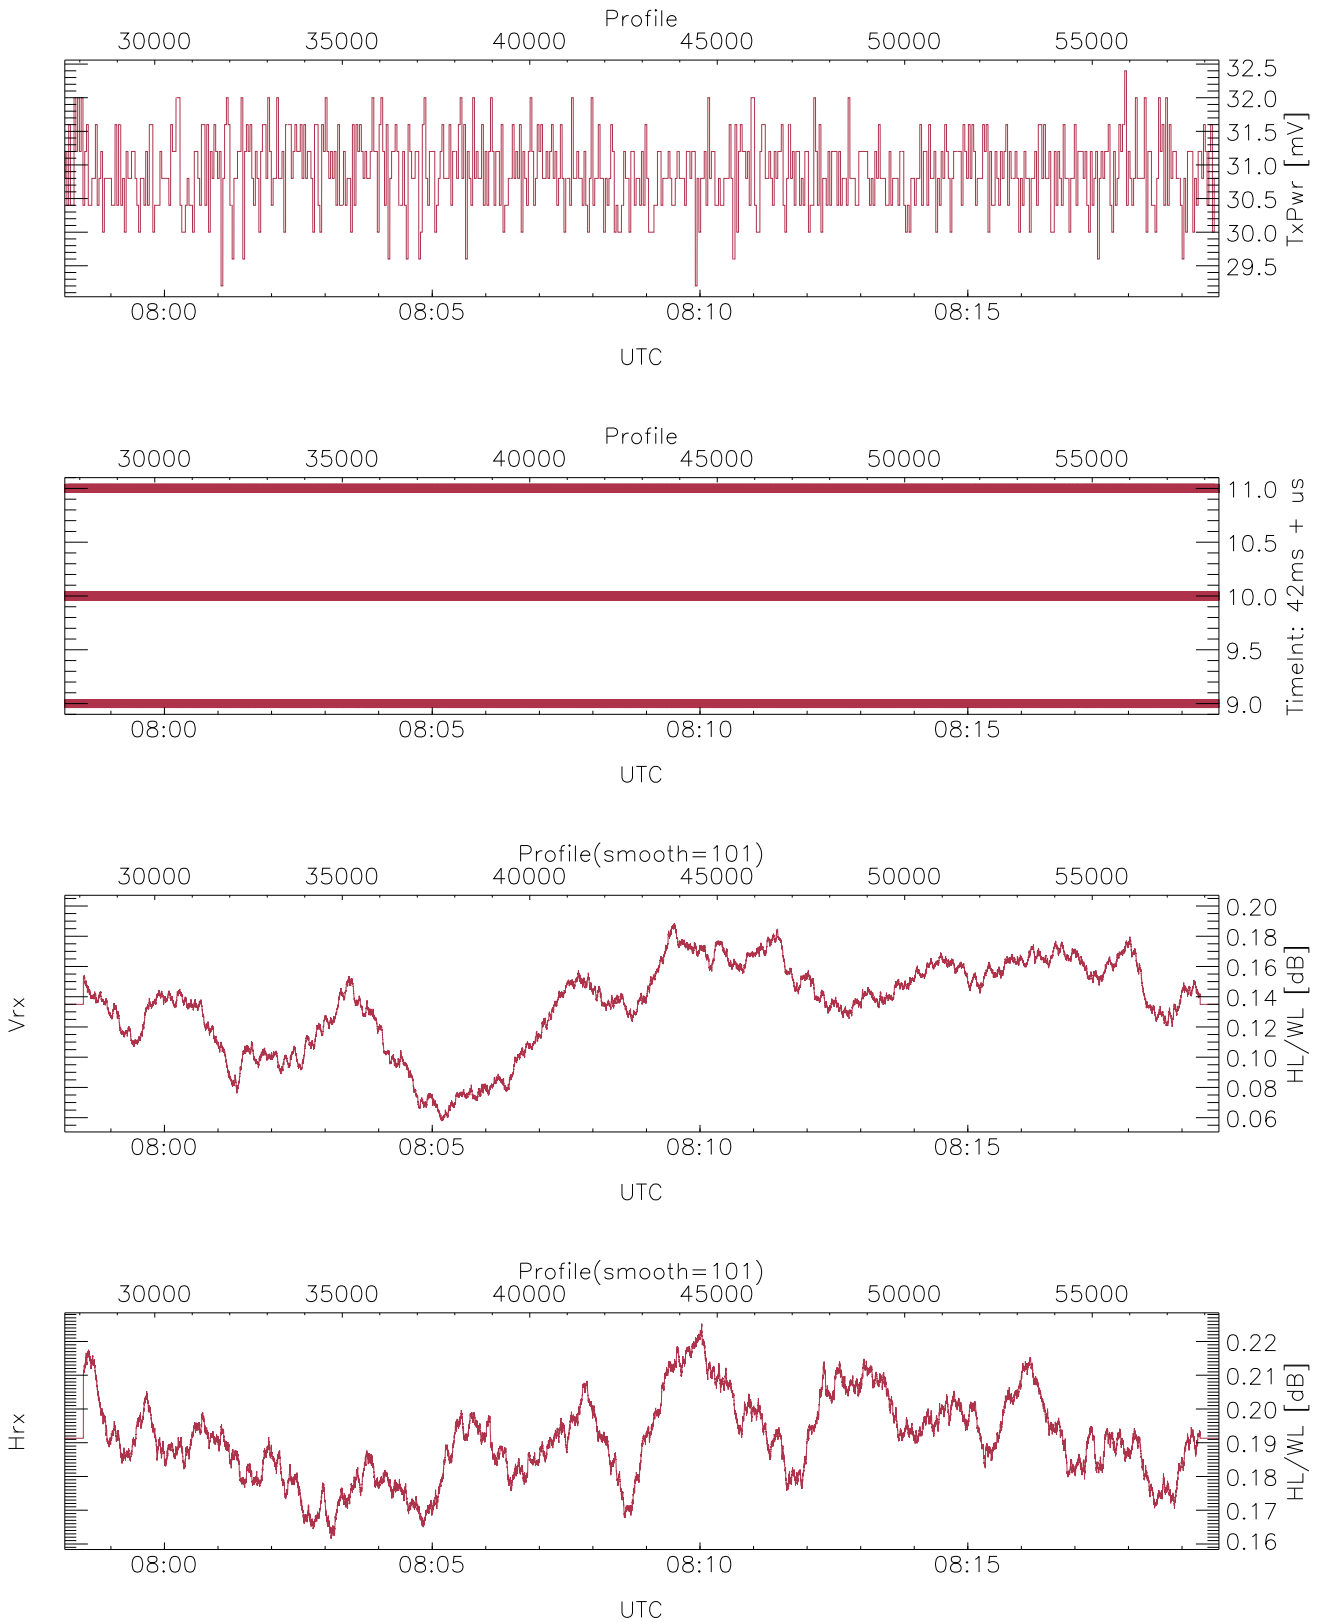 Profile
30000 35000 40000 45000 50000 55000
32.5
32.0
31.5
31.0
30.5
30.0
29.5
TxPwr [mV]
08:00 08:05 08:10 08:15
UTC
Profile
30000 35000 40000 45000 50000 55000
11.0
10.5
10.0
9.5
9.0
TimeInt: 42ms + us
08:00 08:05 08:10 08:15
UTC
Profile(smooth=101)
30000 35000 40000 45000 50000 55000
Vrx
0.20
0.18
0.16
0.14
0.12
0.10
0.08
0.06
HL/WL [dB]
08:00 08:05 08:10 08:15
UTC
Profile(smooth=101)
30000 35000 40000 45000 50000 55000
Hrx
0.22
0.21
0.20
0.19
0.18
0.17
0.16
HL/WL [dB]
08:00 08:05 08:10 08:15
UTC